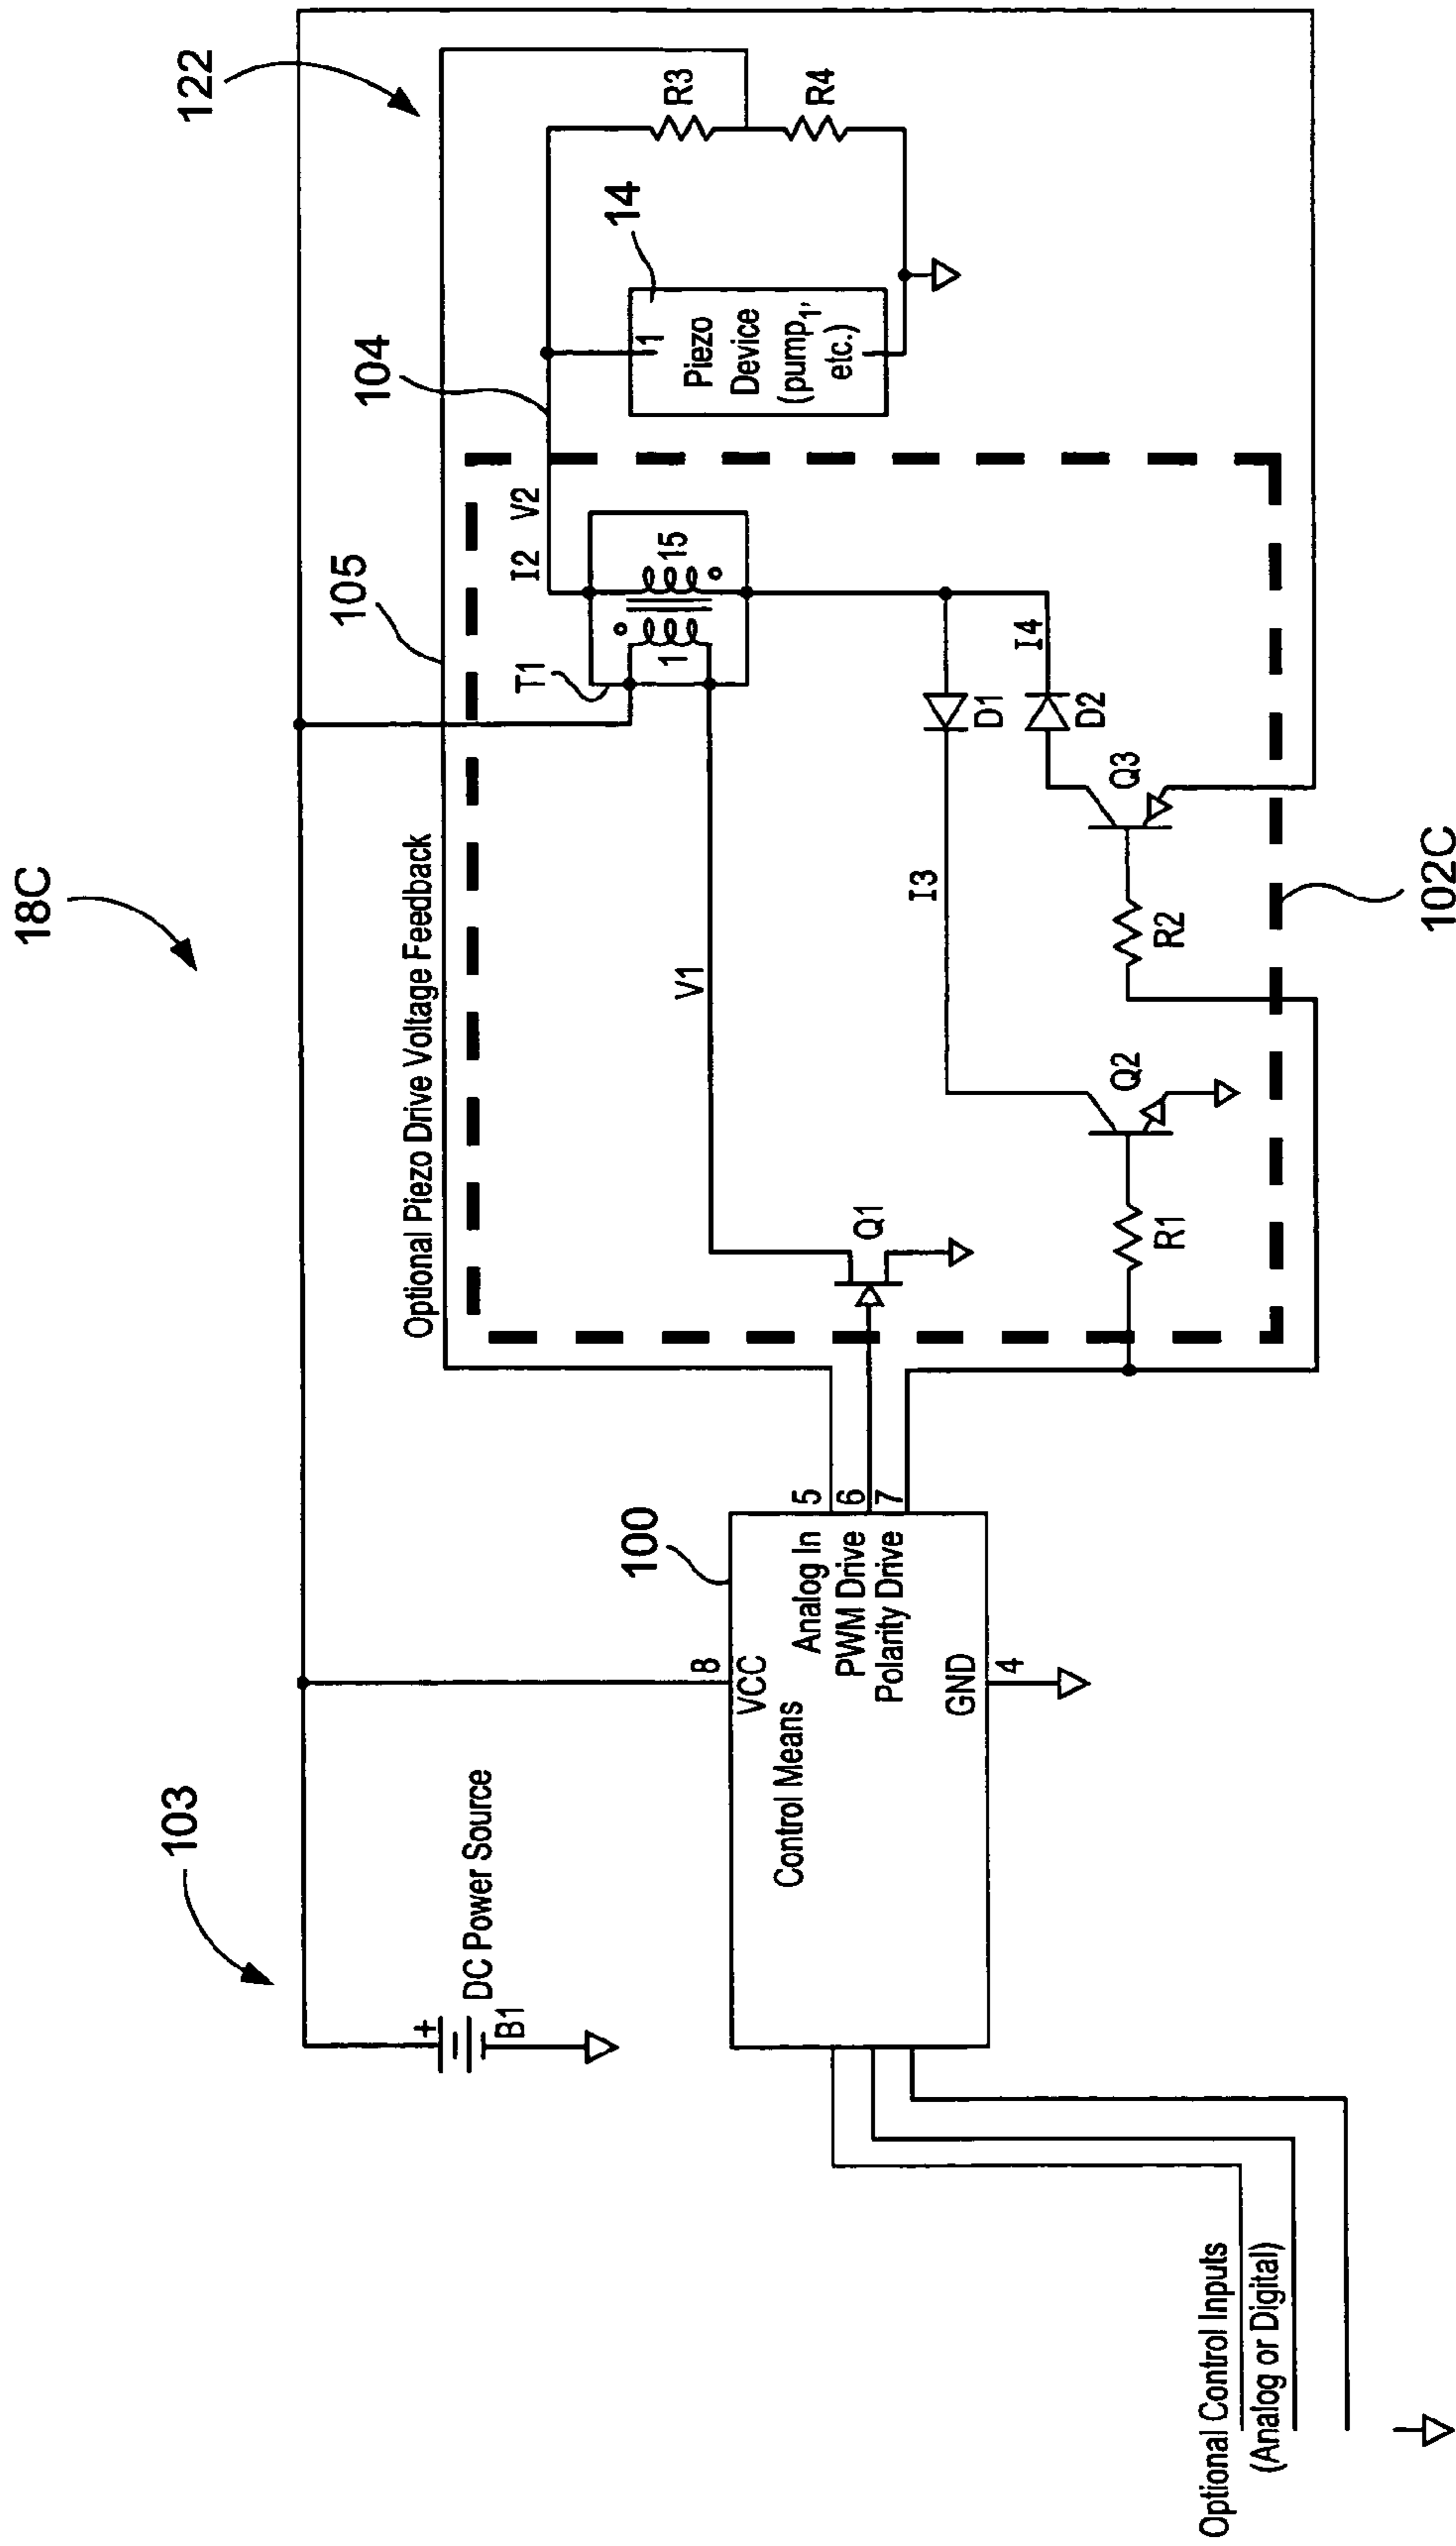 18C
103
105
104
122
DC Power Source
+
B1
Optional Piezo Drive Voltage Feedback
100
8
VCC
Control Means
Analog In
PWM Drive
Polarity Drive
GND
4
5
6
7
V1
T1
1
15
I2
V2
14
1
Piezo
Device
(pump,
etc.)
1
R3
R4
Q1
I3
D1
I4
D2
Q2
Q3
R1
R2
102C
Optional Control Inputs
(Analog or Digital)